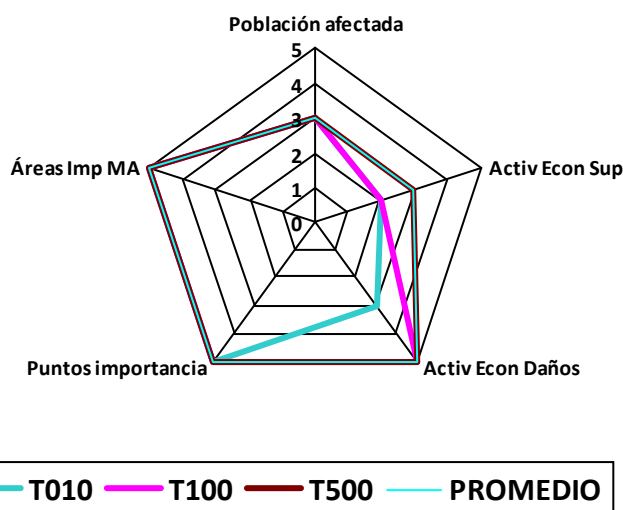 Población afectada
5
4
3
2
1
0
Áreas Imp MA
Activ Econ Sup
Puntos importancia
Activ Econ Daños
T010 T100 T500 PROMEDIO